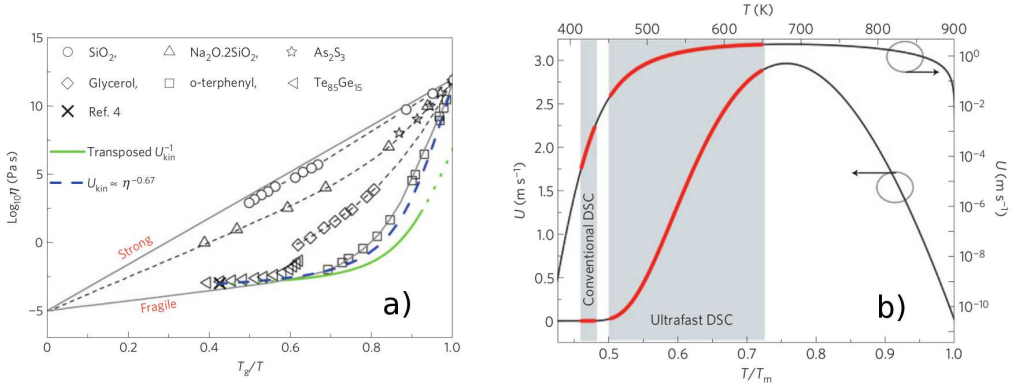 15
10
5
0
−5
Log₁₀η (Pa s)
SiO₂,
Na₂O.2SiO₂,
As₂S₃
Glycerol,
o-terphenyl,
Te₈₅Ge₁₅
Ref. 4
Transposed U⁻¹kin
Ukin ≈ η⁻⁰·⁶⁷
Strong
Fragile
a)
0
0.2
0.4
0.6
0.8
1.0
Tg/T
T (K)
400
500
600
700
800
900
3.0
2.5
2.0
1.5
1.0
0.5
0
U (m s⁻¹)
Conventional DSC
Ultrafast DSC
b)
10⁰
10⁻²
10⁻⁴
10⁻⁶
10⁻⁸
10⁻¹⁰
U (m s⁻¹)
0.5
0.6
0.7
0.8
0.9
1.0
T/Tm